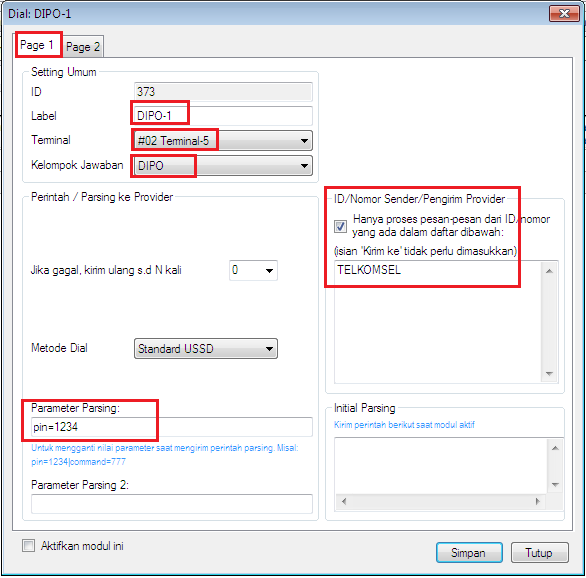 Dial: DIPO-1
Page 1
Page 2
Setting Umum
ID
373
Label
DIPO-1
Terminal
#02 Terminal-5
Kelompok Jawaban
DIPO
Perintah / Parsing ke Provider
Jika gagal, kirim ulang s.d N kali
0
Metode Dial
Standard USSD
Parameter Parsing:
pin=1234
Untuk mengganti nilai parameter saat mengirim perintah parsing. Misal:
pin=1234|command=777
Parameter Parsing 2:
ID/Nomor Sender/Pengirim Provider
Hanya proses pesan-pesan dari ID/nomor
yang ada dalam daftar dibawah:
(isian 'Kirim ke' tidak perlu dimasukkan)
TELKOMSEL
Initial Parsing
Kirim perintah berikut saat modul aktif
Aktifkan modul ini
Simpan
Tutup